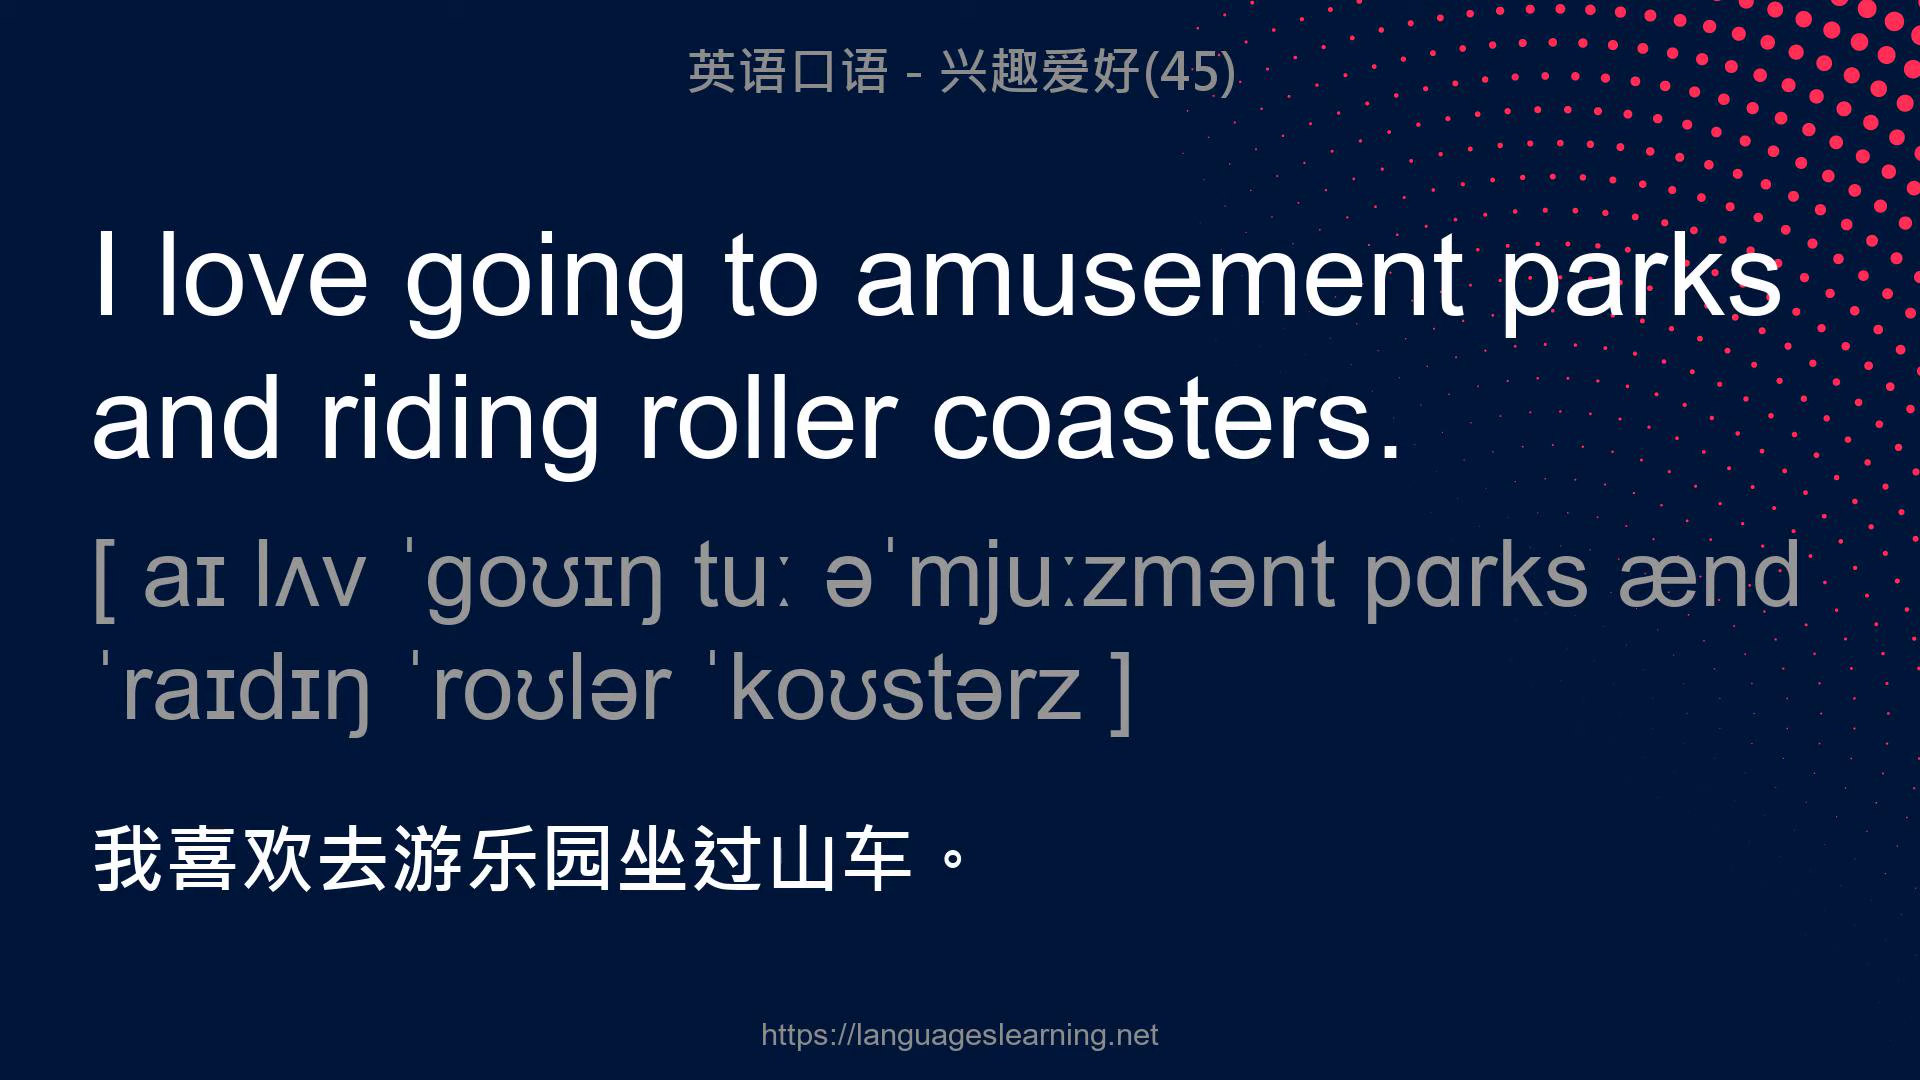 英语口语 - 兴趣爱好(45)
I love going to amusement parks
and riding roller coasters.
[ aɪ lʌv ˈɡoʊɪŋ tuː əˈmjuːzmənt pɑrks ænd
ˈraɪdɪŋ ˈroʊlər ˈkoʊstərz ]
我喜欢去游乐园坐过山车。
https://languageslearning.net